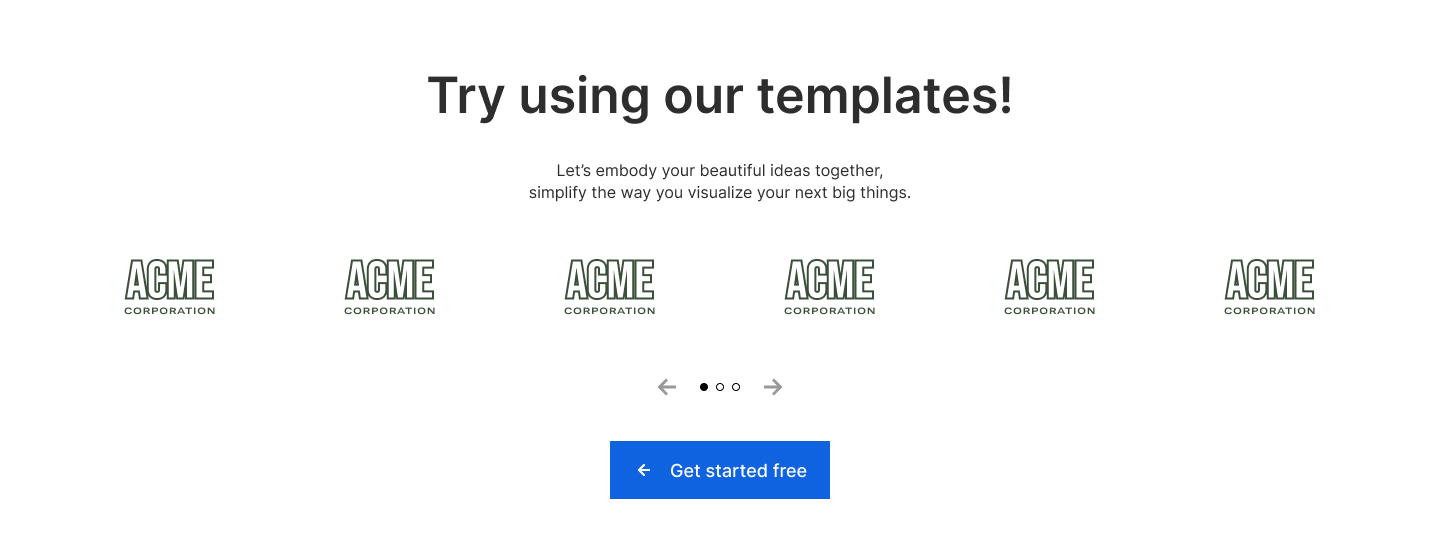 Try using our templates!
Let’s embody your beautiful ideas together,
simplify the way you visualize your next big things.
ACME ACME ACME ACME ACME ACME
CORPORATION CORPORATION CORPORATION CORPORATION CORPORATION CORPORATION
Get started free